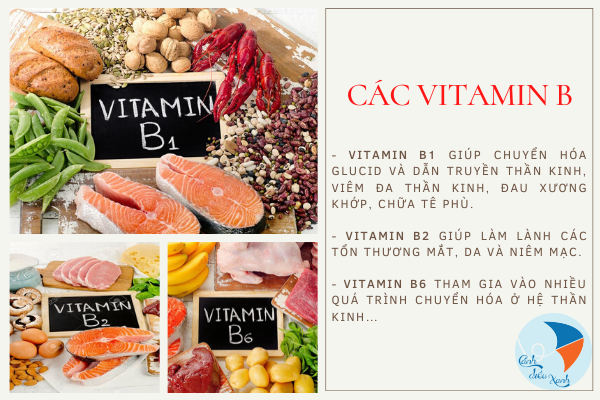 VITAMIN
B1
VITAMIN
B2
VITAMIN
B6
CÁC VITAMIN B
- VITAMIN B1 GIÚP CHUYỂN HÓA
GLUCID VÀ DẪN TRUYỀN THẦN KINH,
VIÊM ĐA THẦN KINH, ĐAU XƯƠNG
KHỚP, CHỮA TÊ PHÙ.
- VITAMIN B2 GIÚP LÀM LÀNH CÁC
TỔN THƯƠNG MẮT, DA VÀ NIÊM MẠC.
- VITAMIN B6 THAM GIA VÀO NHIỀU
QUÁ TRÌNH CHUYỂN HÓA Ở HỆ THẦN
KINH...
Cánh
diều Xanh